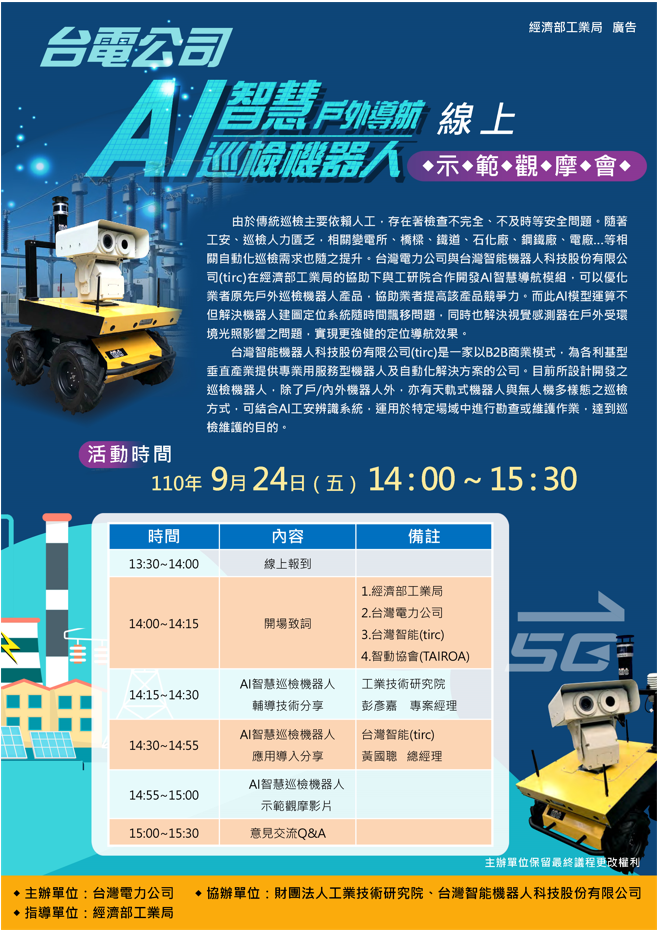 經濟部工業局 廣告
台電公司
AI智慧戶外導航
巡檢機器人
線上
示◆範◆觀◆摩◆會
由於傳統巡檢主要依賴人工，存在著檢查不完全、不及時等安全問題。隨著
工安、巡檢人力匱乏，相關變電所、橋樑、鐵道、石化廠、鋼鐵廠、電廠...等相
關自動化巡檢需求也隨之提升。台灣電力公司與台灣智能機器人科技股份有限公
司(tirc)在經濟部工業局的協助下與工研院合作開發AI智慧導航模組，可以優化
業者原先戶外巡檢機器人產品，協助業者提高該產品競爭力。而此AI模型運算不
但解決機器人建圖定位系統隨時間飄移問題，同時也解決視覺感測器在戶外受環
境光照影響之問題，實現更強健的定位導航效果。
台灣智能機器人科技股份有限公司(tirc)是一家以B2B商業模式，為各利基型
垂直產業提供專業用服務型機器人及自動化解決方案的公司。目前所設計開發之
巡檢機器人，除了戶/內外機器人外，亦有天軌式機器人與無人機多樣態之巡檢
方式，可結合AI工安辨識系統，運用於特定場域中進行勘查或維護作業，達到巡
檢維護的目的。
活動時間
110年 9月24日（五）14:00～15:30
時間 內容 備註
13:30~14:00 線上報到
14:00~14:15 開場致詞
1.經濟部工業局
2.台灣電力公司
3.台灣智能(tirc)
4.智動協會(TAIROA)
14:15~14:30
AI智慧巡檢機器人
輔導技術分享
工業技術研究院
彭彥嘉 專案經理
14:30~14:55
AI智慧巡檢機器人
應用導入分享
台灣智能(tirc)
黃國聰 總經理
14:55~15:00
AI智慧巡檢機器人
示範觀摩影片
15:00~15:30 意見交流Q&A
5G
主辦單位保留最終議程更改權利
◆ 主辦單位：台灣電力公司 ◆ 協辦單位：財團法人工業技術研究院、台灣智能機器人科技股份有限公司
◆ 指導單位：經濟部工業局